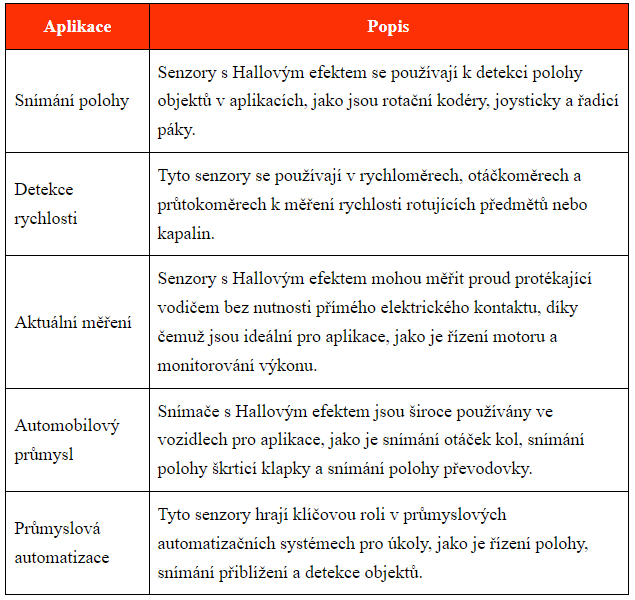 Aplikace
Popis
Snímání polohy
Senzory s Hallovým efektem se používají k detekci polohy
objektů v aplikacích, jako jsou rotační kodéry, joysticky a řadicí
páky.
Detekce
rychlosti
Tyto senzory se používají v rychloměrech, otáčkoměrech a
průtokoměrech k měření rychlosti rotujících předmětů nebo
kapalin.
Aktuální měření
Senzory s Hallovým efektem mohou měřit proud protékající
vodičem bez nutnosti přímého elektrického kontaktu, díky
čemuž jsou ideální pro aplikace, jako je řízení motoru a
monitorování výkonu.
Automobilový
průmysl
Snímače s Hallovým efektem jsou široce používány ve
vozidlech pro aplikace, jako je snímání otáček kol, snímání
polohy škrticí klapky a snímání polohy převodovky.
Průmyslová
automatizace
Tyto senzory hrají klíčovou roli v průmyslových
automatizačních systémech pro úkoly, jako je řízení polohy,
snímání přiblížení a detekce objektů.